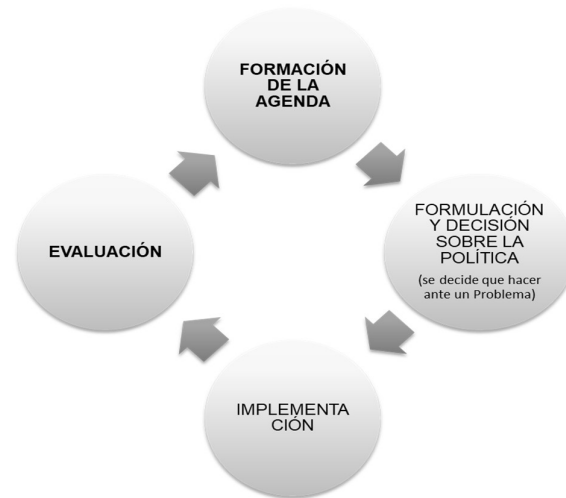 FORMACIÓN
DE LA
AGENDA
FORMULACIÓN
Y DECISIÓN
SOBRE LA
POLÍTICA
(se decide que hacer
ante un Problema)
IMPLEMENTA
CIÓN
EVALUACIÓN